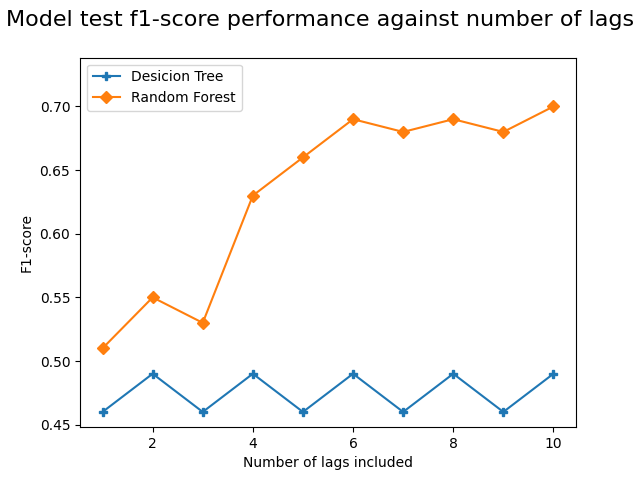 Model test f1-score performance against number of lags
Desicion Tree
Random Forest
0.70
0.65
0.60
0.55
0.50
0.45
F1-score
2 4 6 8 10
Number of lags included